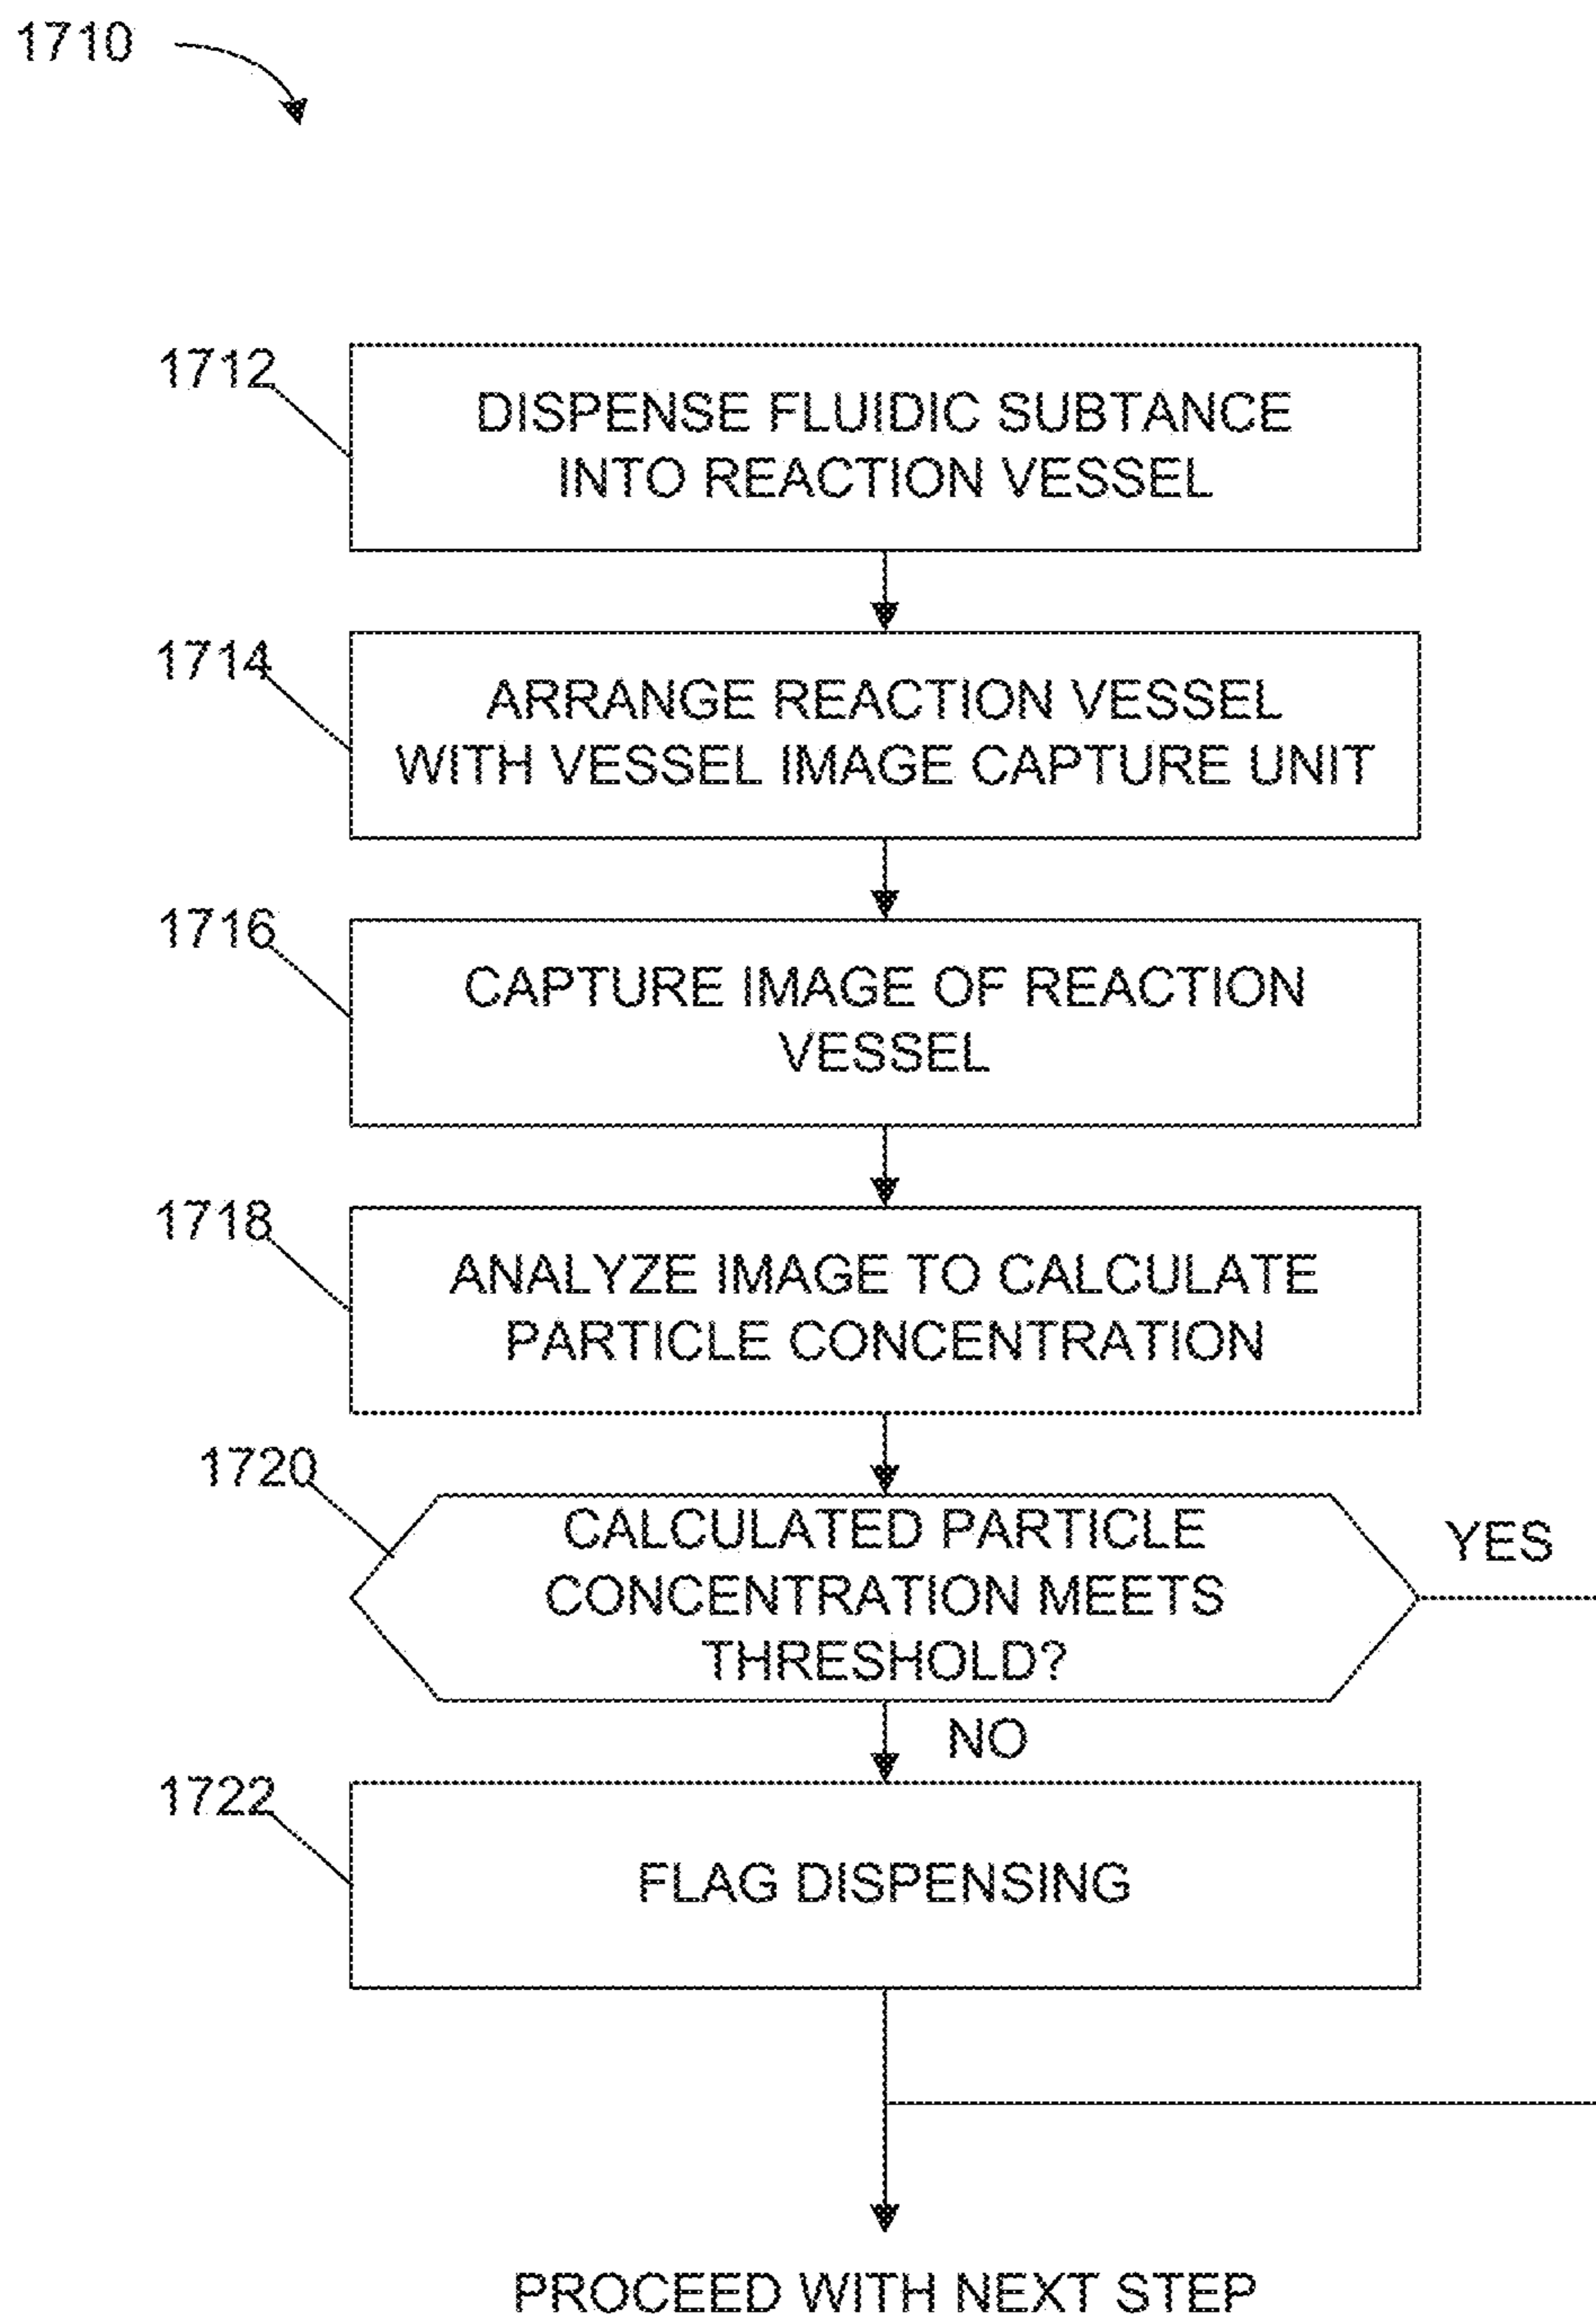 1710
1712
DISPENSE FLUIDIC SUBTANCE
INTO REACTION VESSEL
1714
ARRANGE REACTION VESSEL
WITH VESSEL IMAGE CAPTURE UNIT
1716
CAPTURE IMAGE OF REACTION
VESSEL
1718
ANALYZE IMAGE TO CALCULATE
PARTICLE CONCENTRATION
1720
CALCULATED PARTICLE
CONCENTRATION MEETS
THRESHOLD?
YES
NO
1722
FLAG DISPENSING
PROCEED WITH NEXT STEP